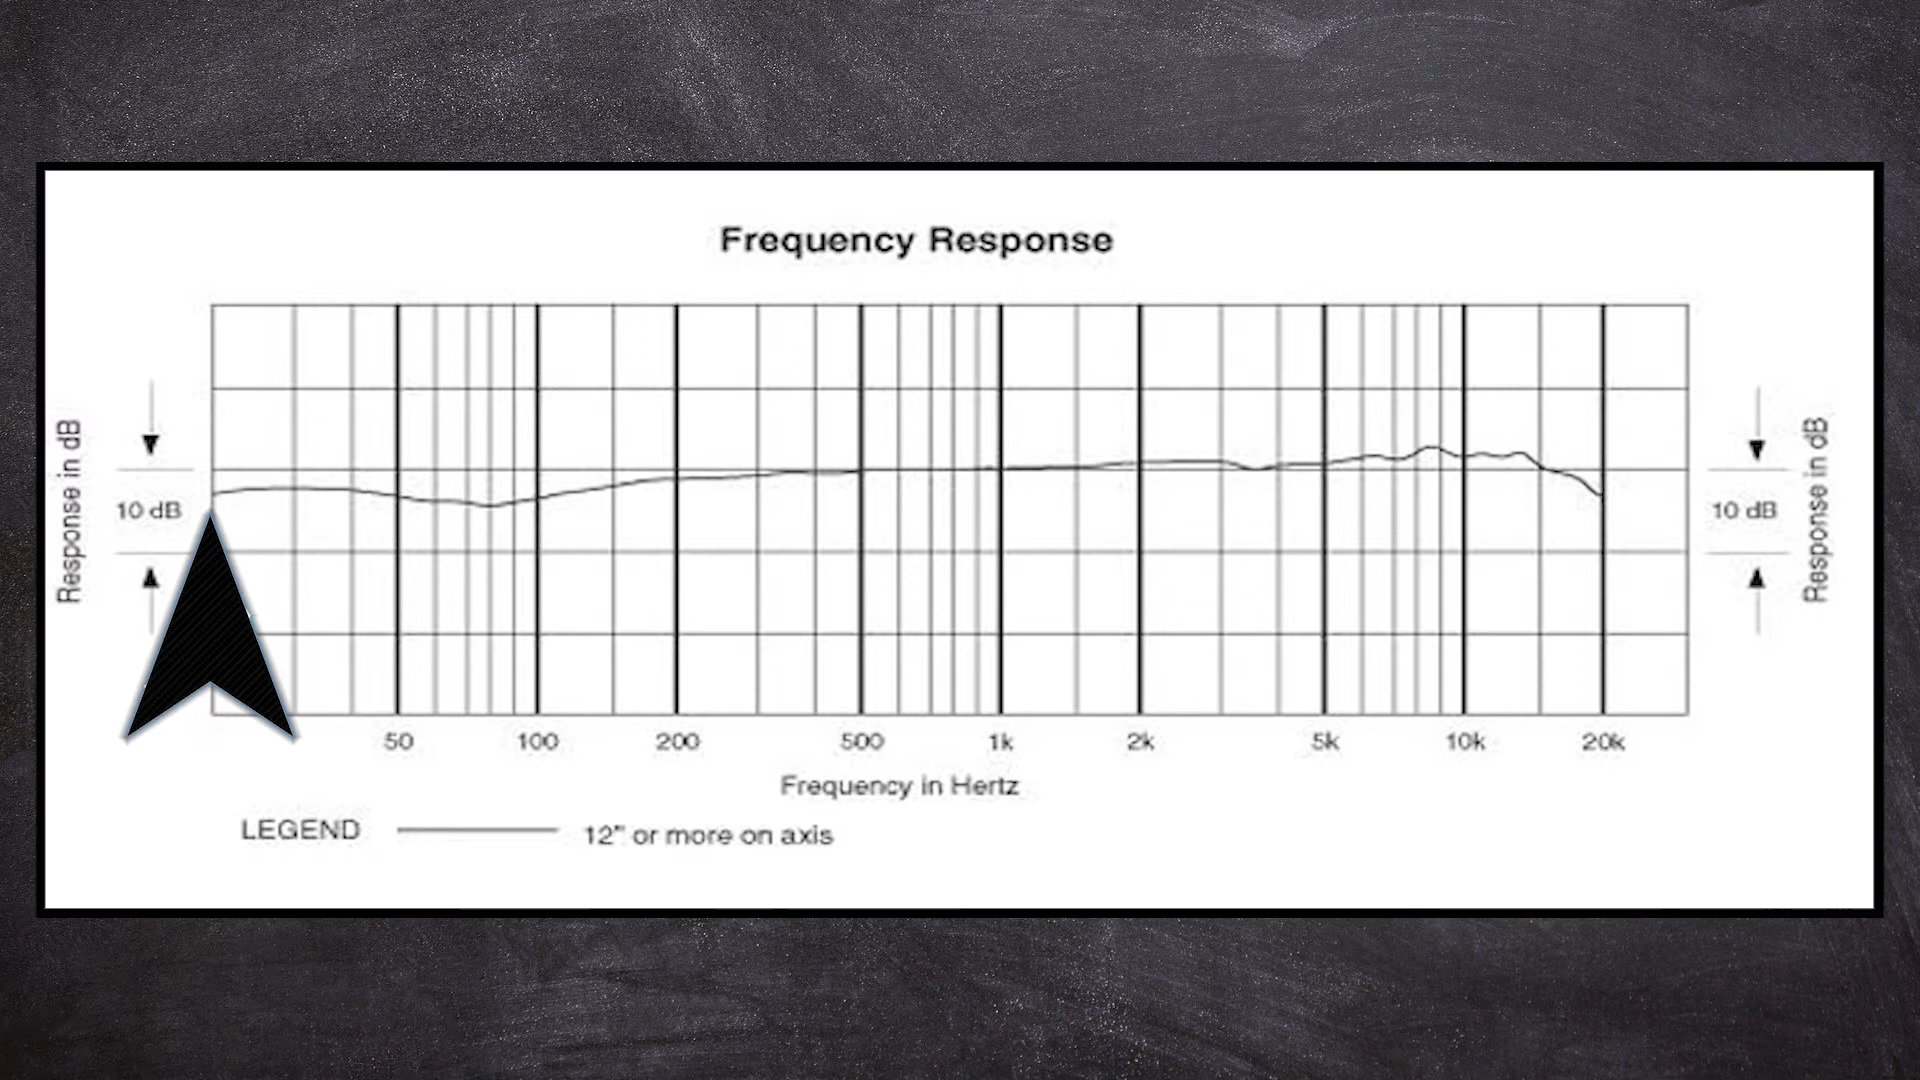 Frequency Response
Response in dB
10 dB
10 dB
Response in dB
50 100 200 500 1k 2k 5k 10k 20k
Frequency in Hertz
LEGEND 12" or more on axis